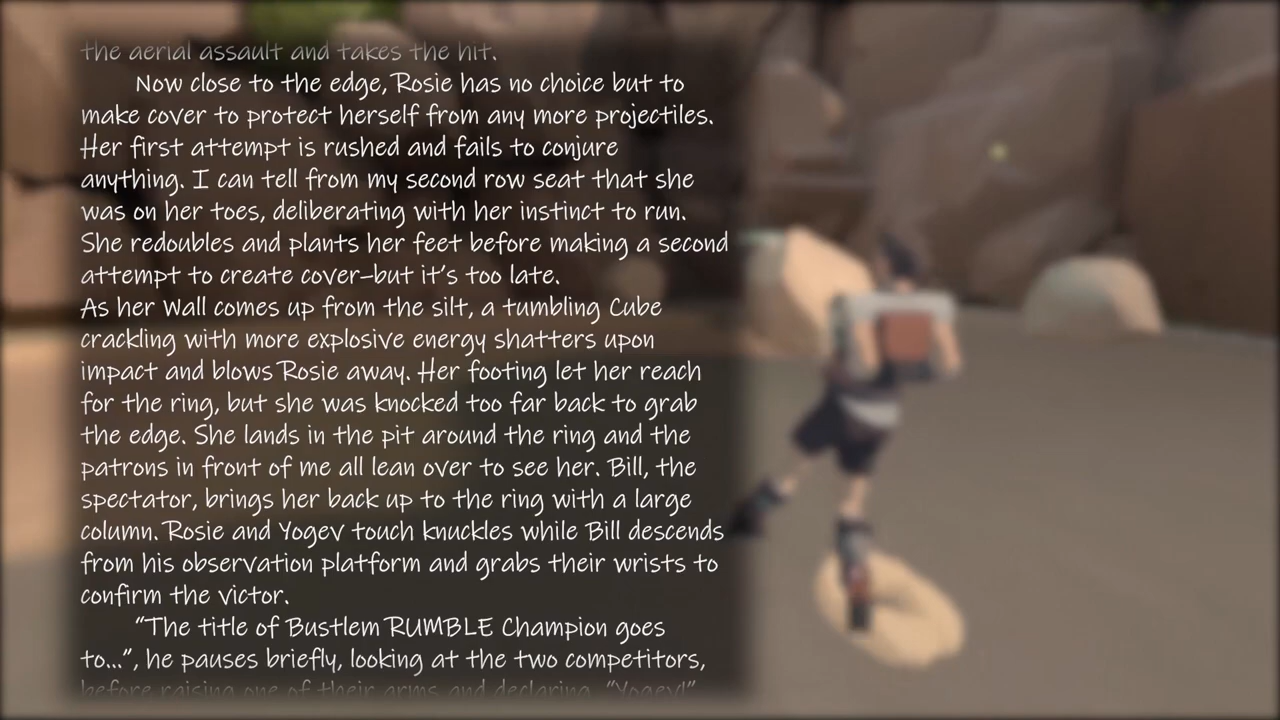 the aerial assault and takes the hit.
Now close to the edge, Rosie has no choice but to
make cover to protect herself from any more projectiles.
Her first attempt is rushed and fails to conjure
anything. I can tell from my second row seat that she
was on her toes, deliberating with her instinct to run.
She redoubles and plants her feet before making a second
attempt to create cover–but it's too late.
As her Wall comes up from the silt, a tumbling Cube
crackling with more explosive energy shatters upon
impact and blows Rosie away. Her footing let her reach
for the ring, but she was knocked too far back to grab
the edge. She lands in the pit around the ring and the
patrons in front of me all lean over to see her. Bill, the
spectator, brings her back up to the ring with a large
column. Rosie and Yogev touch knuckles while Bill descends
from his observation platform and grabs their wrists to
confirm the victor.
“The title of Bustlem RUMBLE Champion goes
to...”, he pauses briefly, looking at the two competitors,
before raising one of their arms and declaring, “Yogev!”